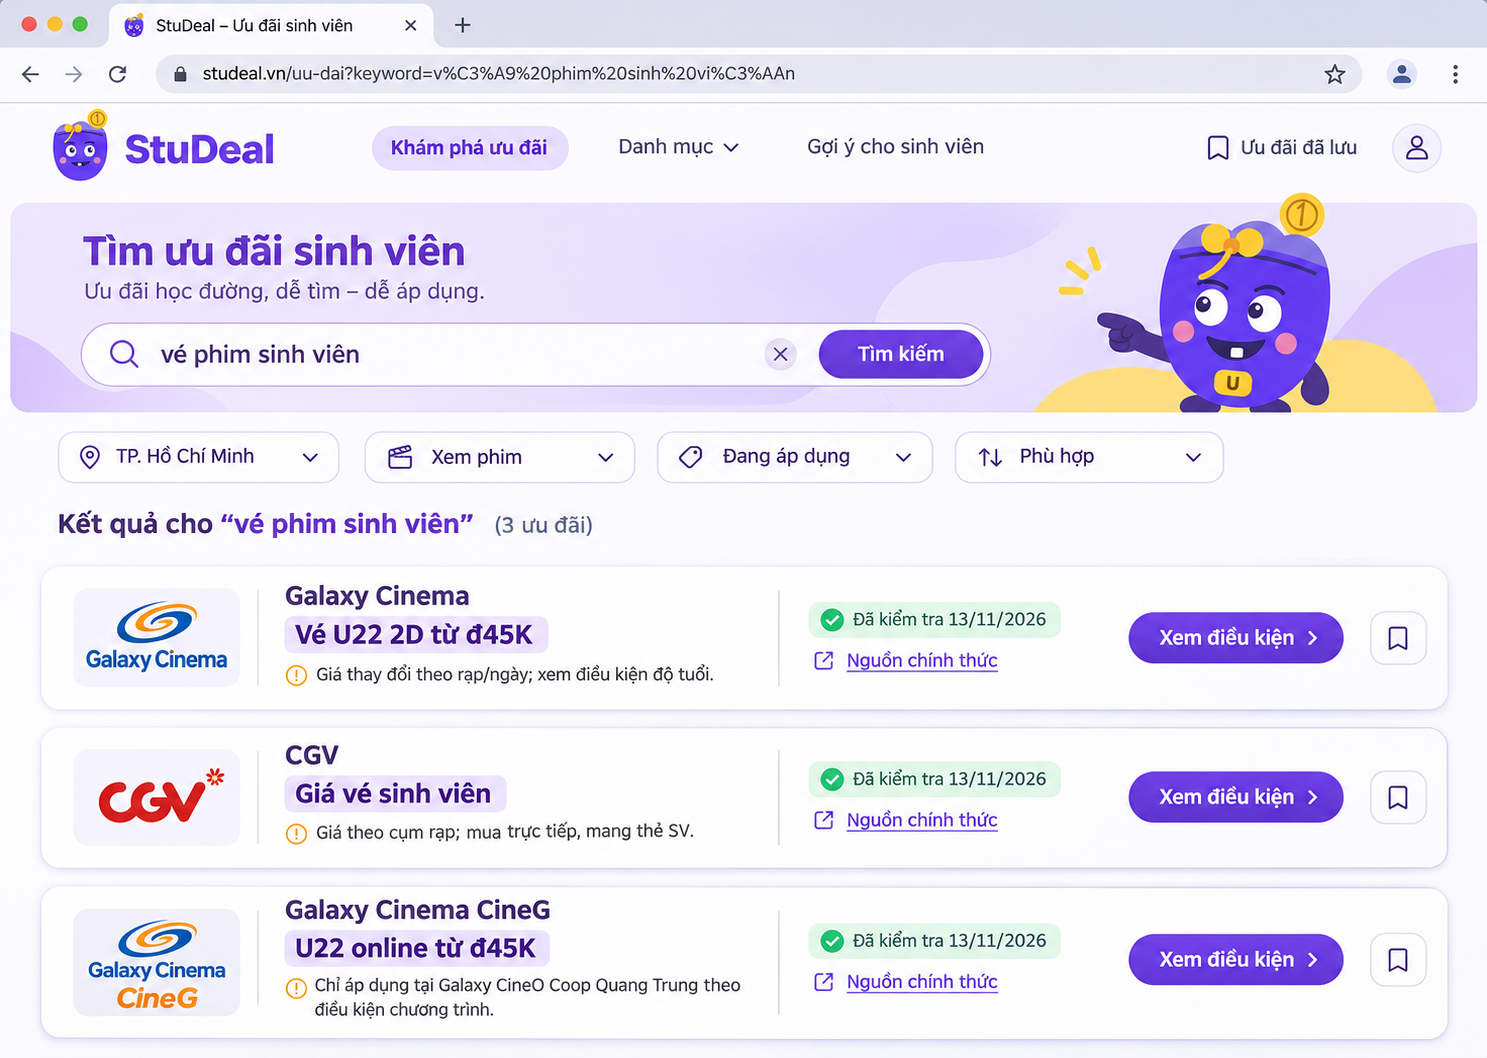 StuDeal – Ưu đãi sinh viên
studeal.vn/uu-dai?keyword=v%C3%A9%20phim%20sinh%20vi%C3%AAn
1
StuDeal
Khám phá ưu đãi
Danh mục
Gợi ý cho sinh viên
Ưu đãi đã lưu
Tìm ưu đãi sinh viên
Ưu đãi học đường, dễ tìm – dễ áp dụng.
vé phim sinh viên
Tìm kiếm
1
U
TP. Hồ Chí Minh
Xem phim
Đang áp dụng
Phù hợp
Kết quả cho “vé phim sinh viên” (3 ưu đãi)
Galaxy Cinema
Galaxy Cinema
Vé U22 2D từ đ45K
Giá thay đổi theo rạp/ngày; xem điều kiện độ tuổi.
Đã kiểm tra 13/11/2026
Nguồn chính thức
Xem điều kiện
CGV
CGV
Giá vé sinh viên
Giá theo cụm rạp; mua trực tiếp, mang thẻ SV.
Đã kiểm tra 13/11/2026
Nguồn chính thức
Xem điều kiện
Galaxy Cinema
CineG
Galaxy Cinema CineG
U22 online từ đ45K
Chỉ áp dụng tại Galaxy CineO Coop Quang Trung theo
điều kiện chương trình.
Đã kiểm tra 13/11/2026
Nguồn chính thức
Xem điều kiện